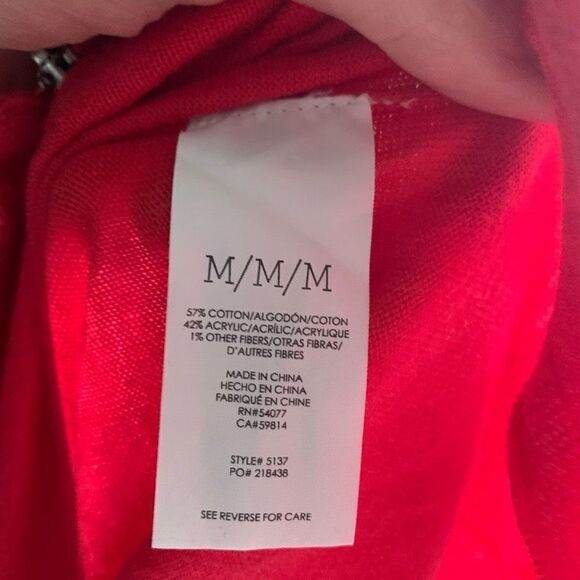 M/M/M
57% COTTON/ALGODÓN/COTON
42% ACRYLIC/ACRÍLIC/ACRYLIQUE
1% OTHER FIBERS/OTRAS FIBRAS/
D'AUTRES FIBRES
MADE IN CHINA
HECHO EN CHINA
FABRIQUÉ EN CHINE
RN#54077
CA#59814
STYLE# 5137
PO# 218438
SEE REVERSE FOR CARE